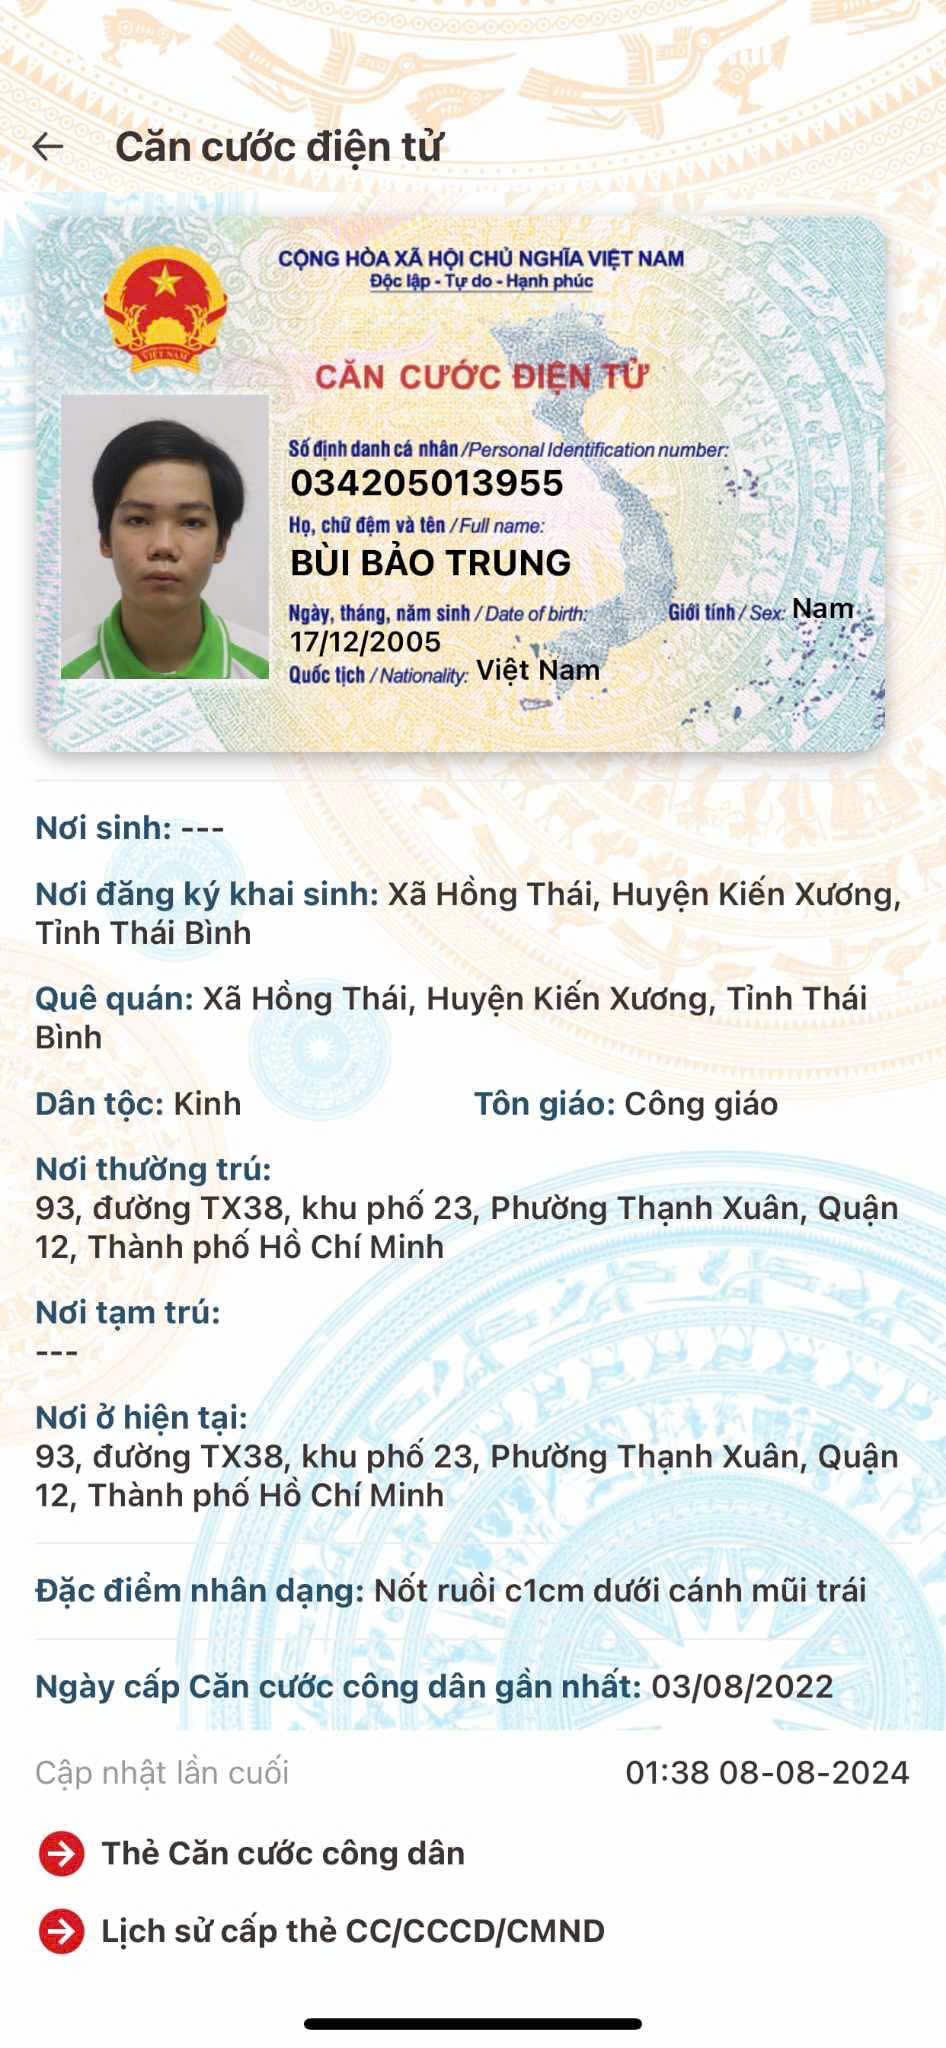 Căn cước điện tử
CỘNG HÒA XÃ HỘI CHỦ NGHĨA VIỆT NAM
Độc lập - Tự do - Hạnh phúc
VIỆT NAM
CĂN CƯỚC ĐIỆN TỬ
Số định danh cá nhân /Personal Identification number:
034205013955
Họ, chữ đệm và tên /Full name:
BÙI BẢO TRUNG
Ngày, tháng, năm sinh / Date of birth: Giới tính / Sex: Nam
17/12/2005
Quốc tịch / Nationality: Việt Nam
Nơi sinh: ---
Nơi đăng ký khai sinh: Xã Hồng Thái, Huyện Kiến Xương,
Tỉnh Thái Bình
Quê quán: Xã Hồng Thái, Huyện Kiến Xương, Tỉnh Thái
Bình
Dân tộc: Kinh Tôn giáo: Công giáo
Nơi thường trú:
93, đường TX38, khu phố 23, Phường Thạnh Xuân, Quận
12, Thành phố Hồ Chí Minh
Nơi tạm trú:
---
Nơi ở hiện tại:
93, đường TX38, khu phố 23, Phường Thạnh Xuân, Quận
12, Thành phố Hồ Chí Minh
Đặc điểm nhân dạng: Nốt ruồi c1cm dưới cánh mũi trái
Ngày cấp Căn cước công dân gần nhất: 03/08/2022
Cập nhật lần cuối 01:38 08-08-2024
Thẻ Căn cước công dân
Lịch sử cấp thẻ CC/CCCD/CMND